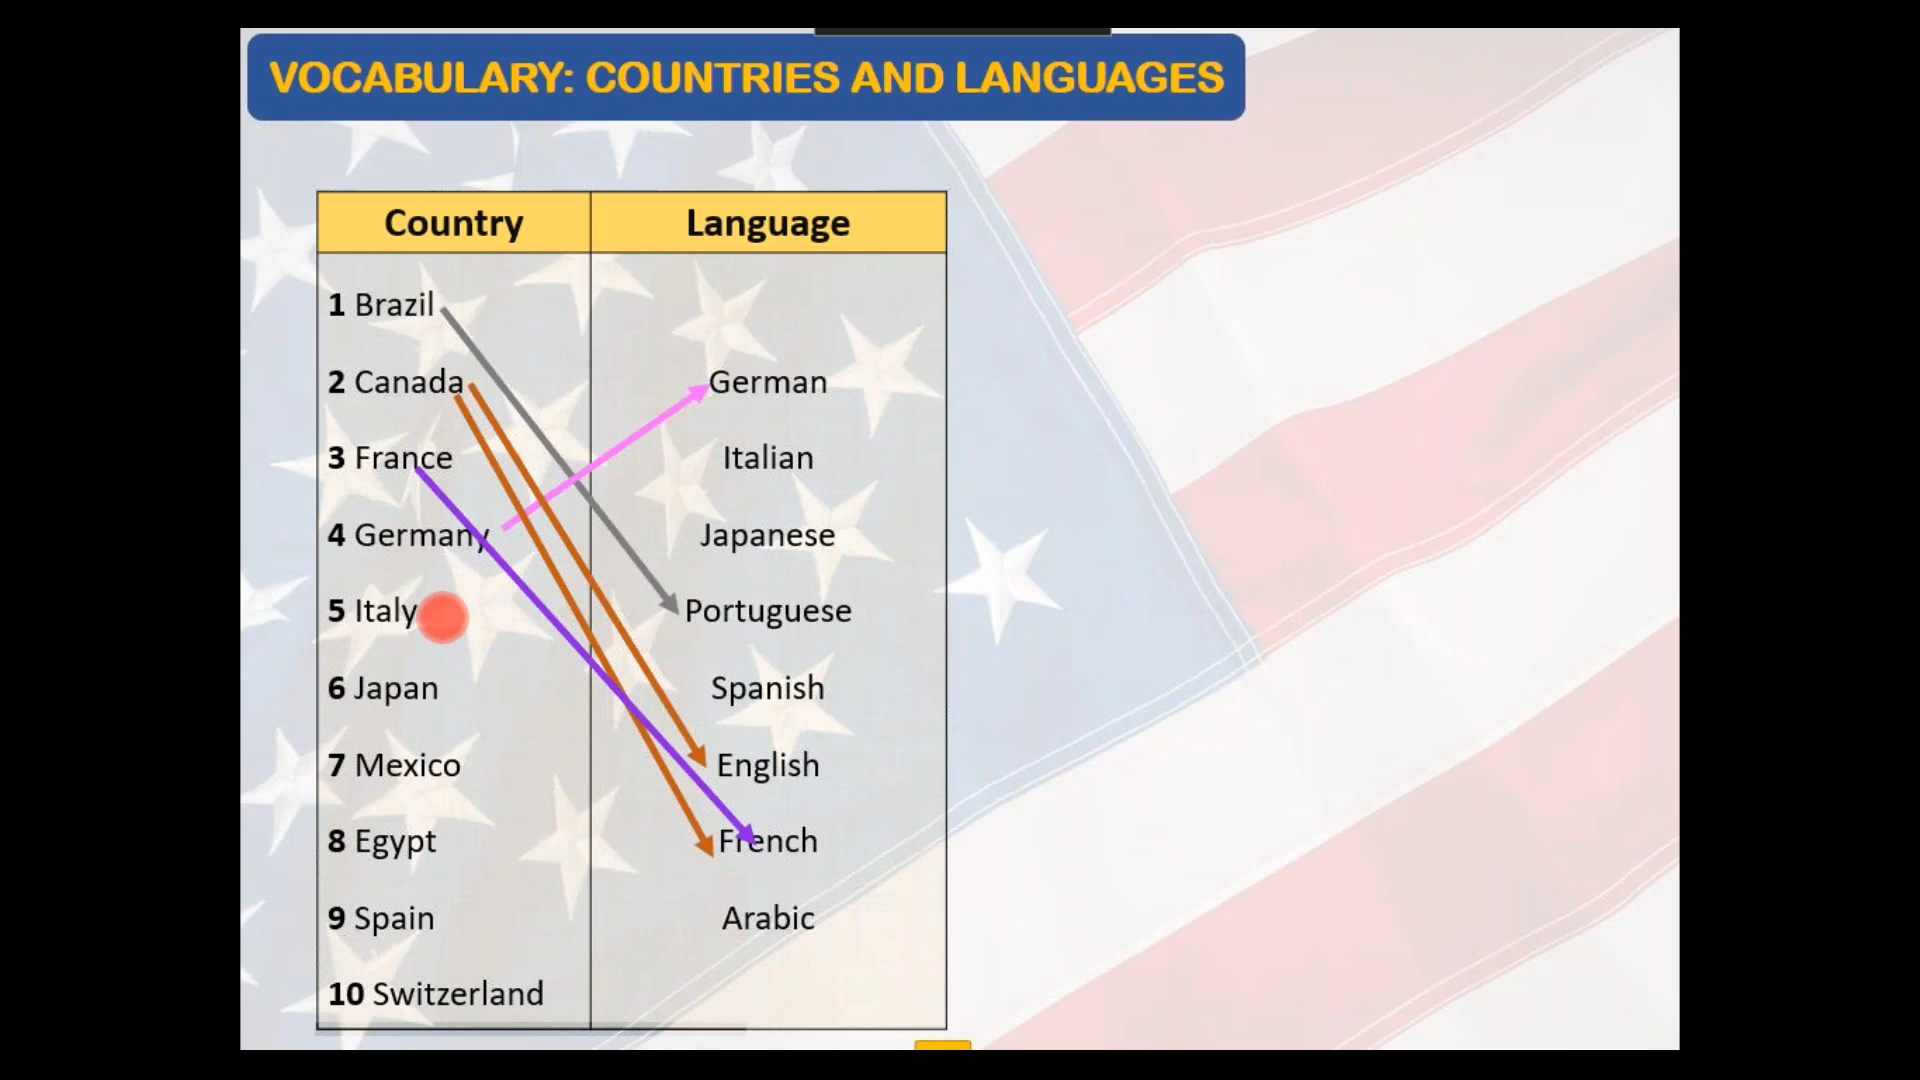 VOCABULARY: COUNTRIES AND LANGUAGES
Country Language
1 Brazil
2 Canada German
3 France Italian
4 Germany Japanese
5 Italy Portuguese
6 Japan Spanish
7 Mexico English
8 Egypt French
9 Spain Arabic
10 Switzerland